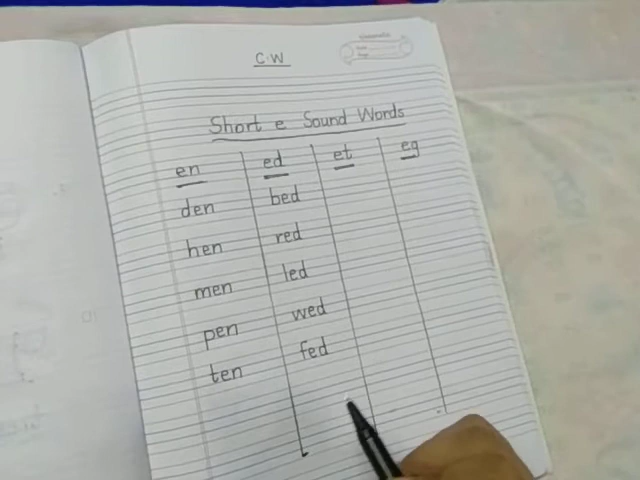 C.W
Short e Sound Words
en ed et eg
den bed
hen red
men led
pen wed
ten fed